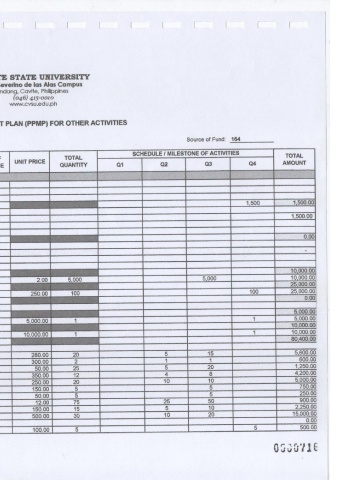 TE STATE UNIVERSITY
Severino de las Alas Campus
Indang, Cavite, Philippines
(046) 415-0010
www.cvsu.edu.ph
T PLAN (PPMP) FOR OTHER ACTIVITIES
Source of Fund: 164
UNIT PRICE TOTAL QUANTITY SCHEDULE / MILESTONE OF ACTIVITIES TOTAL AMOUNT
Q1 Q2 Q3 Q4
1,500 1,500.00
1,500.00
0.00
-
10,000.00
2.00 5,000 5,000 10,000.00
25,000.00
250.00 100 100 25,000.00
0.00
5,000.00
5,000.00 1 1 5,000.00
10,000.00
10,000.00 1 1 10,000.00
60,400.00
280.00 20 5 15 5,600.00
300.00 2 1 1 600.00
50.00 25 5 20 1,250.00
350.00 12 4 8 4,200.00
250.00 20 10 10 5,000.00
150.00 5 5 750.00
50.00 5 5 250.00
12.00 75 25 50 900.00
150.00 15 5 10 2,250.00
500.00 30 10 20 15,000.00
0.00
100.00 5 5 500.00